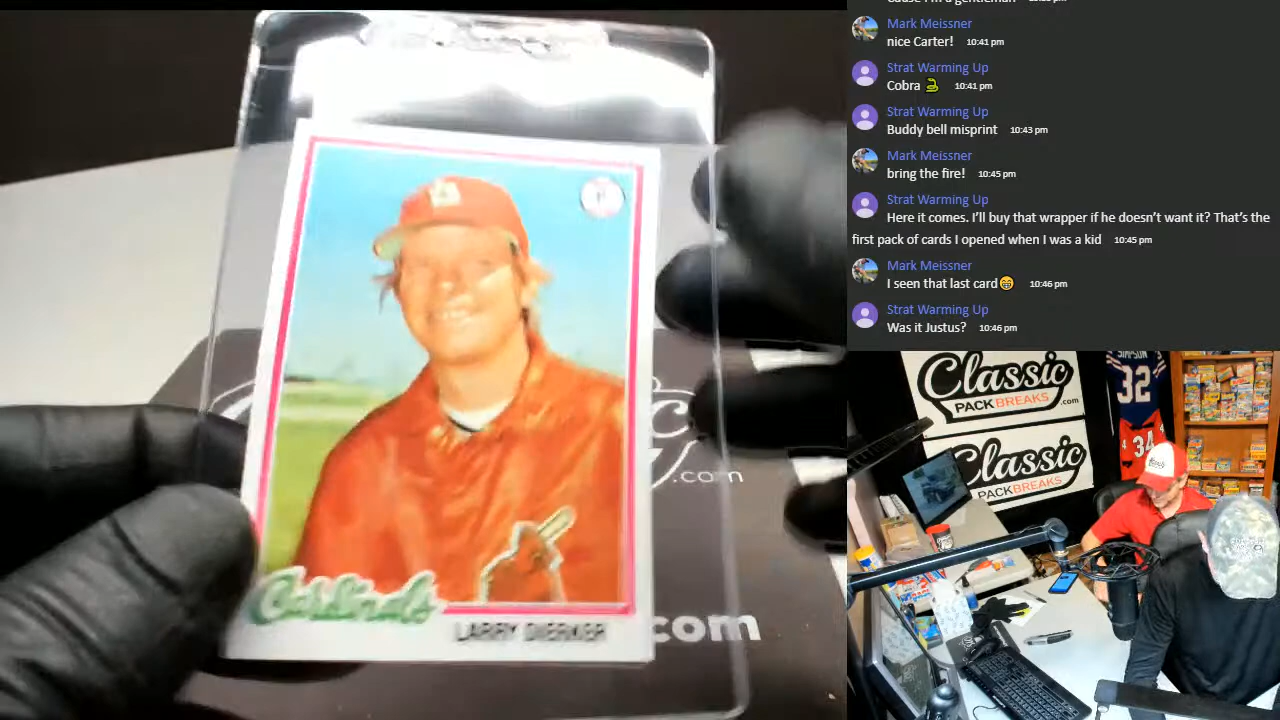 Mark Meissner
nice Carter! 10:41 pm
Strat Warming Up
Cobra 🐍 10:41 pm
Strat Warming Up
Buddy bell misprint 10:43 pm
Mark Meissner
bring the fire! 10:45 pm
Strat Warming Up
Here it comes. I'll buy that wrapper if he doesn't want it? That's the
first pack of cards I opened when I was a kid 10:45 pm
Mark Meissner
I seen that last card😁 10:46 pm
Strat Warming Up
Was it Justus? 10:46 pm
Cardinals
LARRY DIERKER
.com
.com
Classic
PACKBREAKS.com
Classic
PACKBREAKS
SIMPSON
32
34